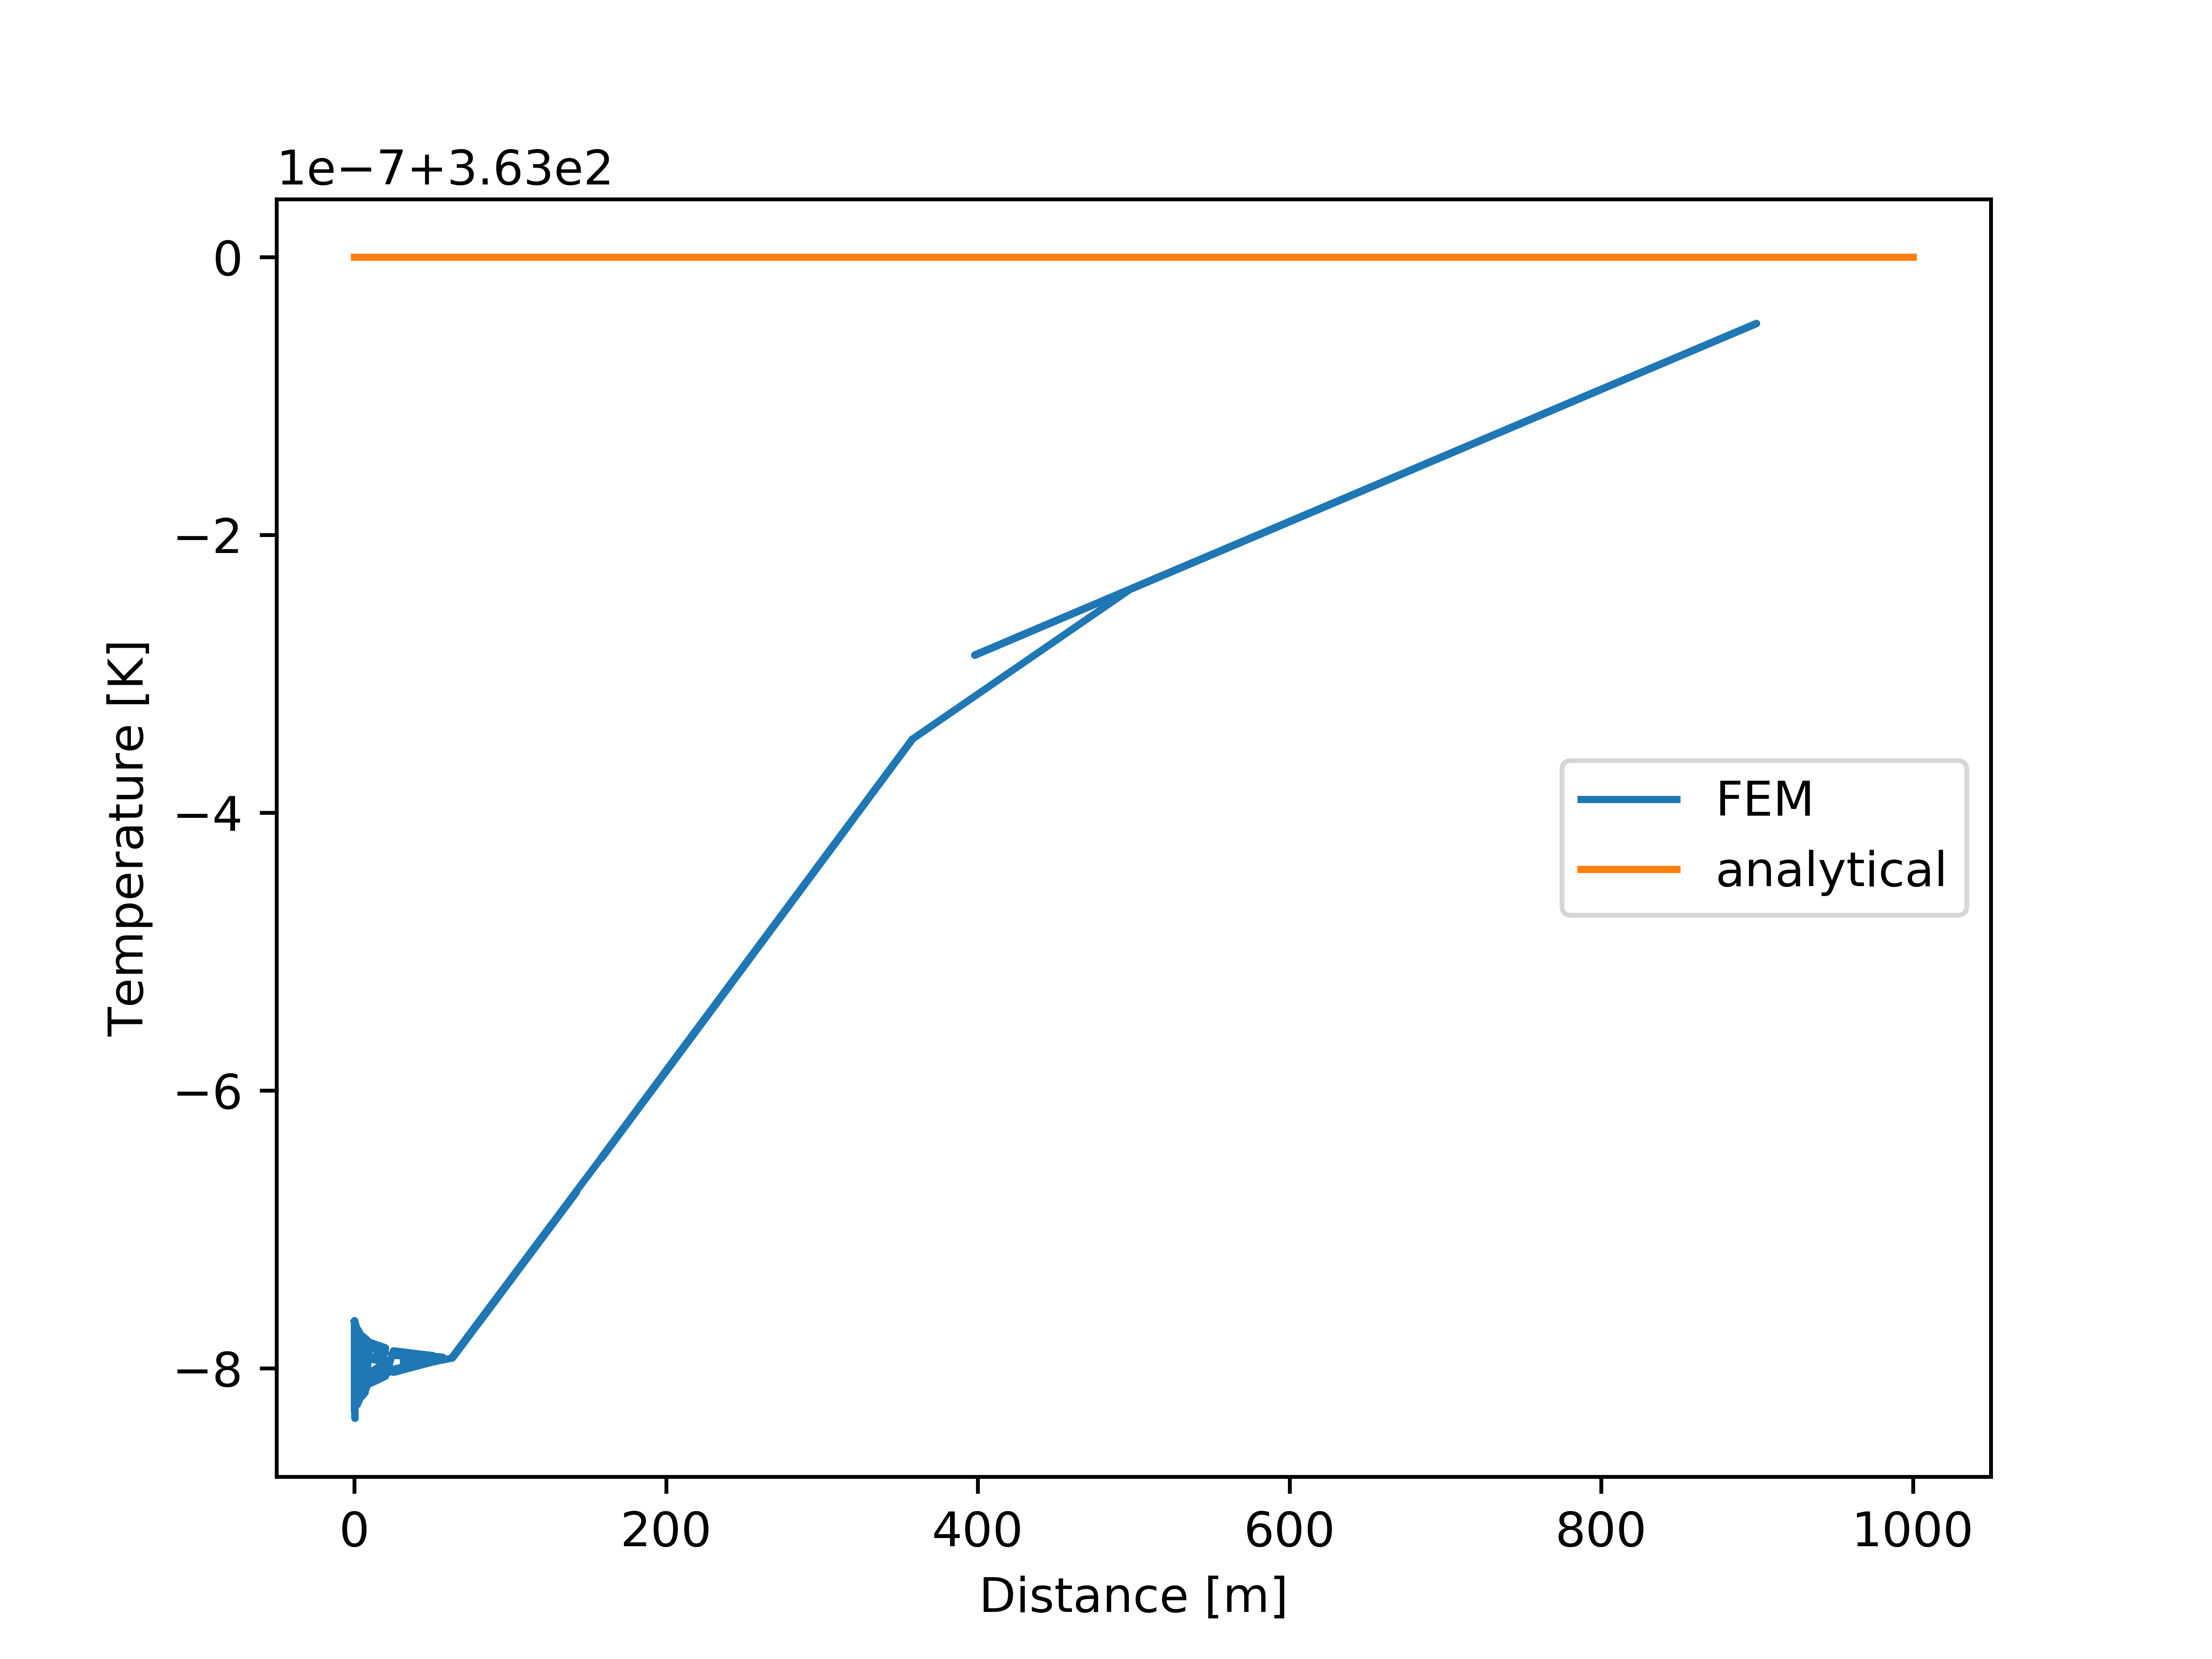 1e−7+3.63e2
0
−2
−4
−6
−8
Temperature [K]
FEM
analytical
0 200 400 600 800 1000
Distance [m]